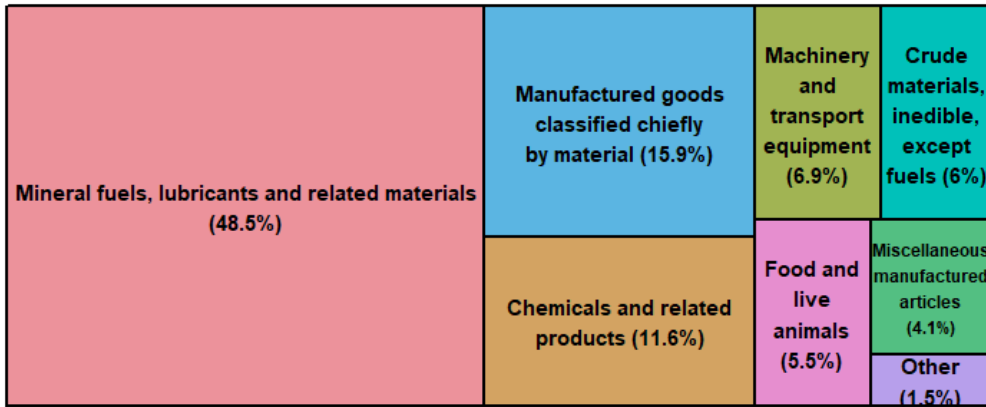 Mineral fuels, lubricants and related materials
(48.5%)
Manufactured goods
classified chiefly
by material (15.9%)
Chemicals and related
products (11.6%)
Machinery
and
transport
equipment
(6.9%)
Crude
materials,
inedible,
except
fuels (6%)
Food and
live
animals
(5.5%)
Miscellaneous
manufactured
articles
(4.1%)
Other
(1.5%)